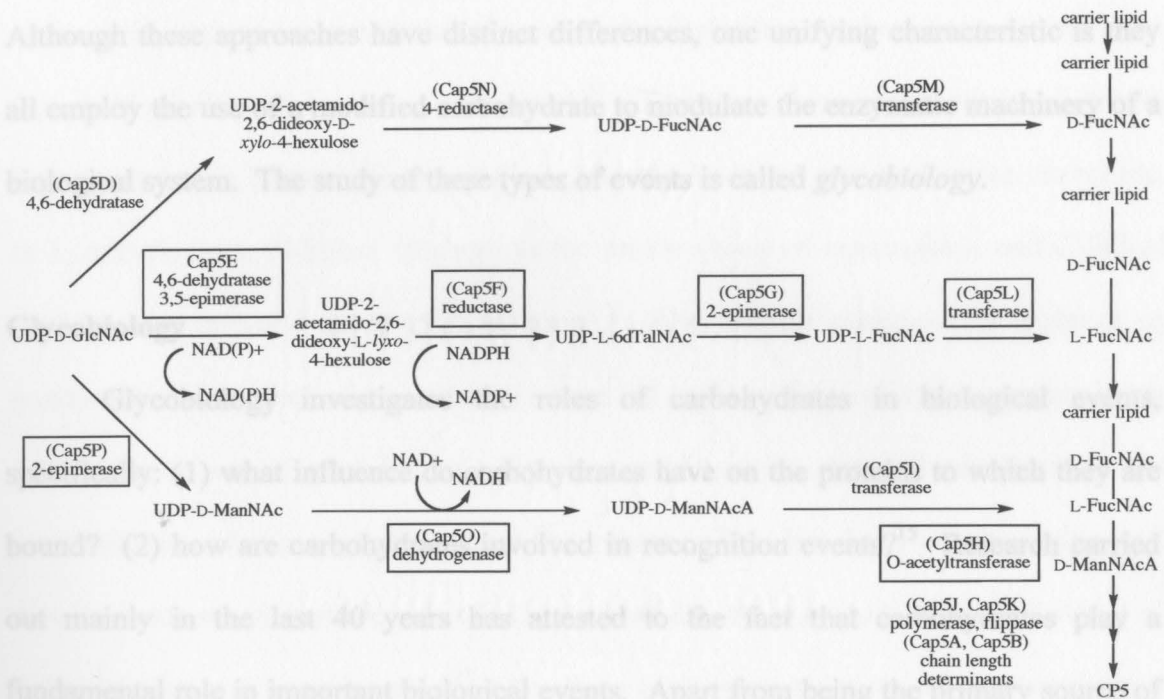 carrier lipid
Although these approaches have distinct differences, one unifying characteristic is they
carrier lipid
all employ the use of modified carbohydrate to modulate the enzymatic machinery of a
(Cap5N)
4-reductase
(Cap5M)
transferase
UDP-2-acetamido-
2,6-dideoxy-D-
xylo-4-hexulose
UDP-D-FucNAc
D-FucNAc
biological system. The study of these types of events is called glycobiology.
(Cap5D)
4,6-dehydratase
carrier lipid
D-FucNAc
Cap5E
4,6-dehydratase
3,5-epimerase
(Cap5F)
reductase
(Cap5G)
2-epimerase
(Cap5L)
transferase
Glycobiology
UDP-D-GlcNAc
NAD(P)+
NAD(P)H
UDP-2-
acetamido-2,6-
dideoxy-L-lyxo-
4-hexulose
NADPH
NADP+
UDP-L-6dTalNAc
UDP-L-FucNAc
L-FucNAc
Glycobiology investigates the roles of carbohydrates in biological events,
carrier lipid
(Cap5P)
2-epimerase
NAD+
NADH
(Cap5I)
transferase
D-FucNAc
specifically: (1) what influence do carbohydrates have on the proteins to which they are
UDP-D-ManNAc
UDP-D-ManNAcA
L-FucNAc
bound? (2) how are carbohydrates involved in recognition events? Research carried
(Cap5O)
dehydrogenase
(Cap5H)
O-acetyltransferase
D-ManNAcA
out mainly in the last 40 years has attested to the fact that carbohydrates play a
(Cap5J, Cap5K)
polymerase, flippase
(Cap5A, Cap5B)
chain length
determinants
CPS
fundamental role in important biological events. Apart from being the primary source of